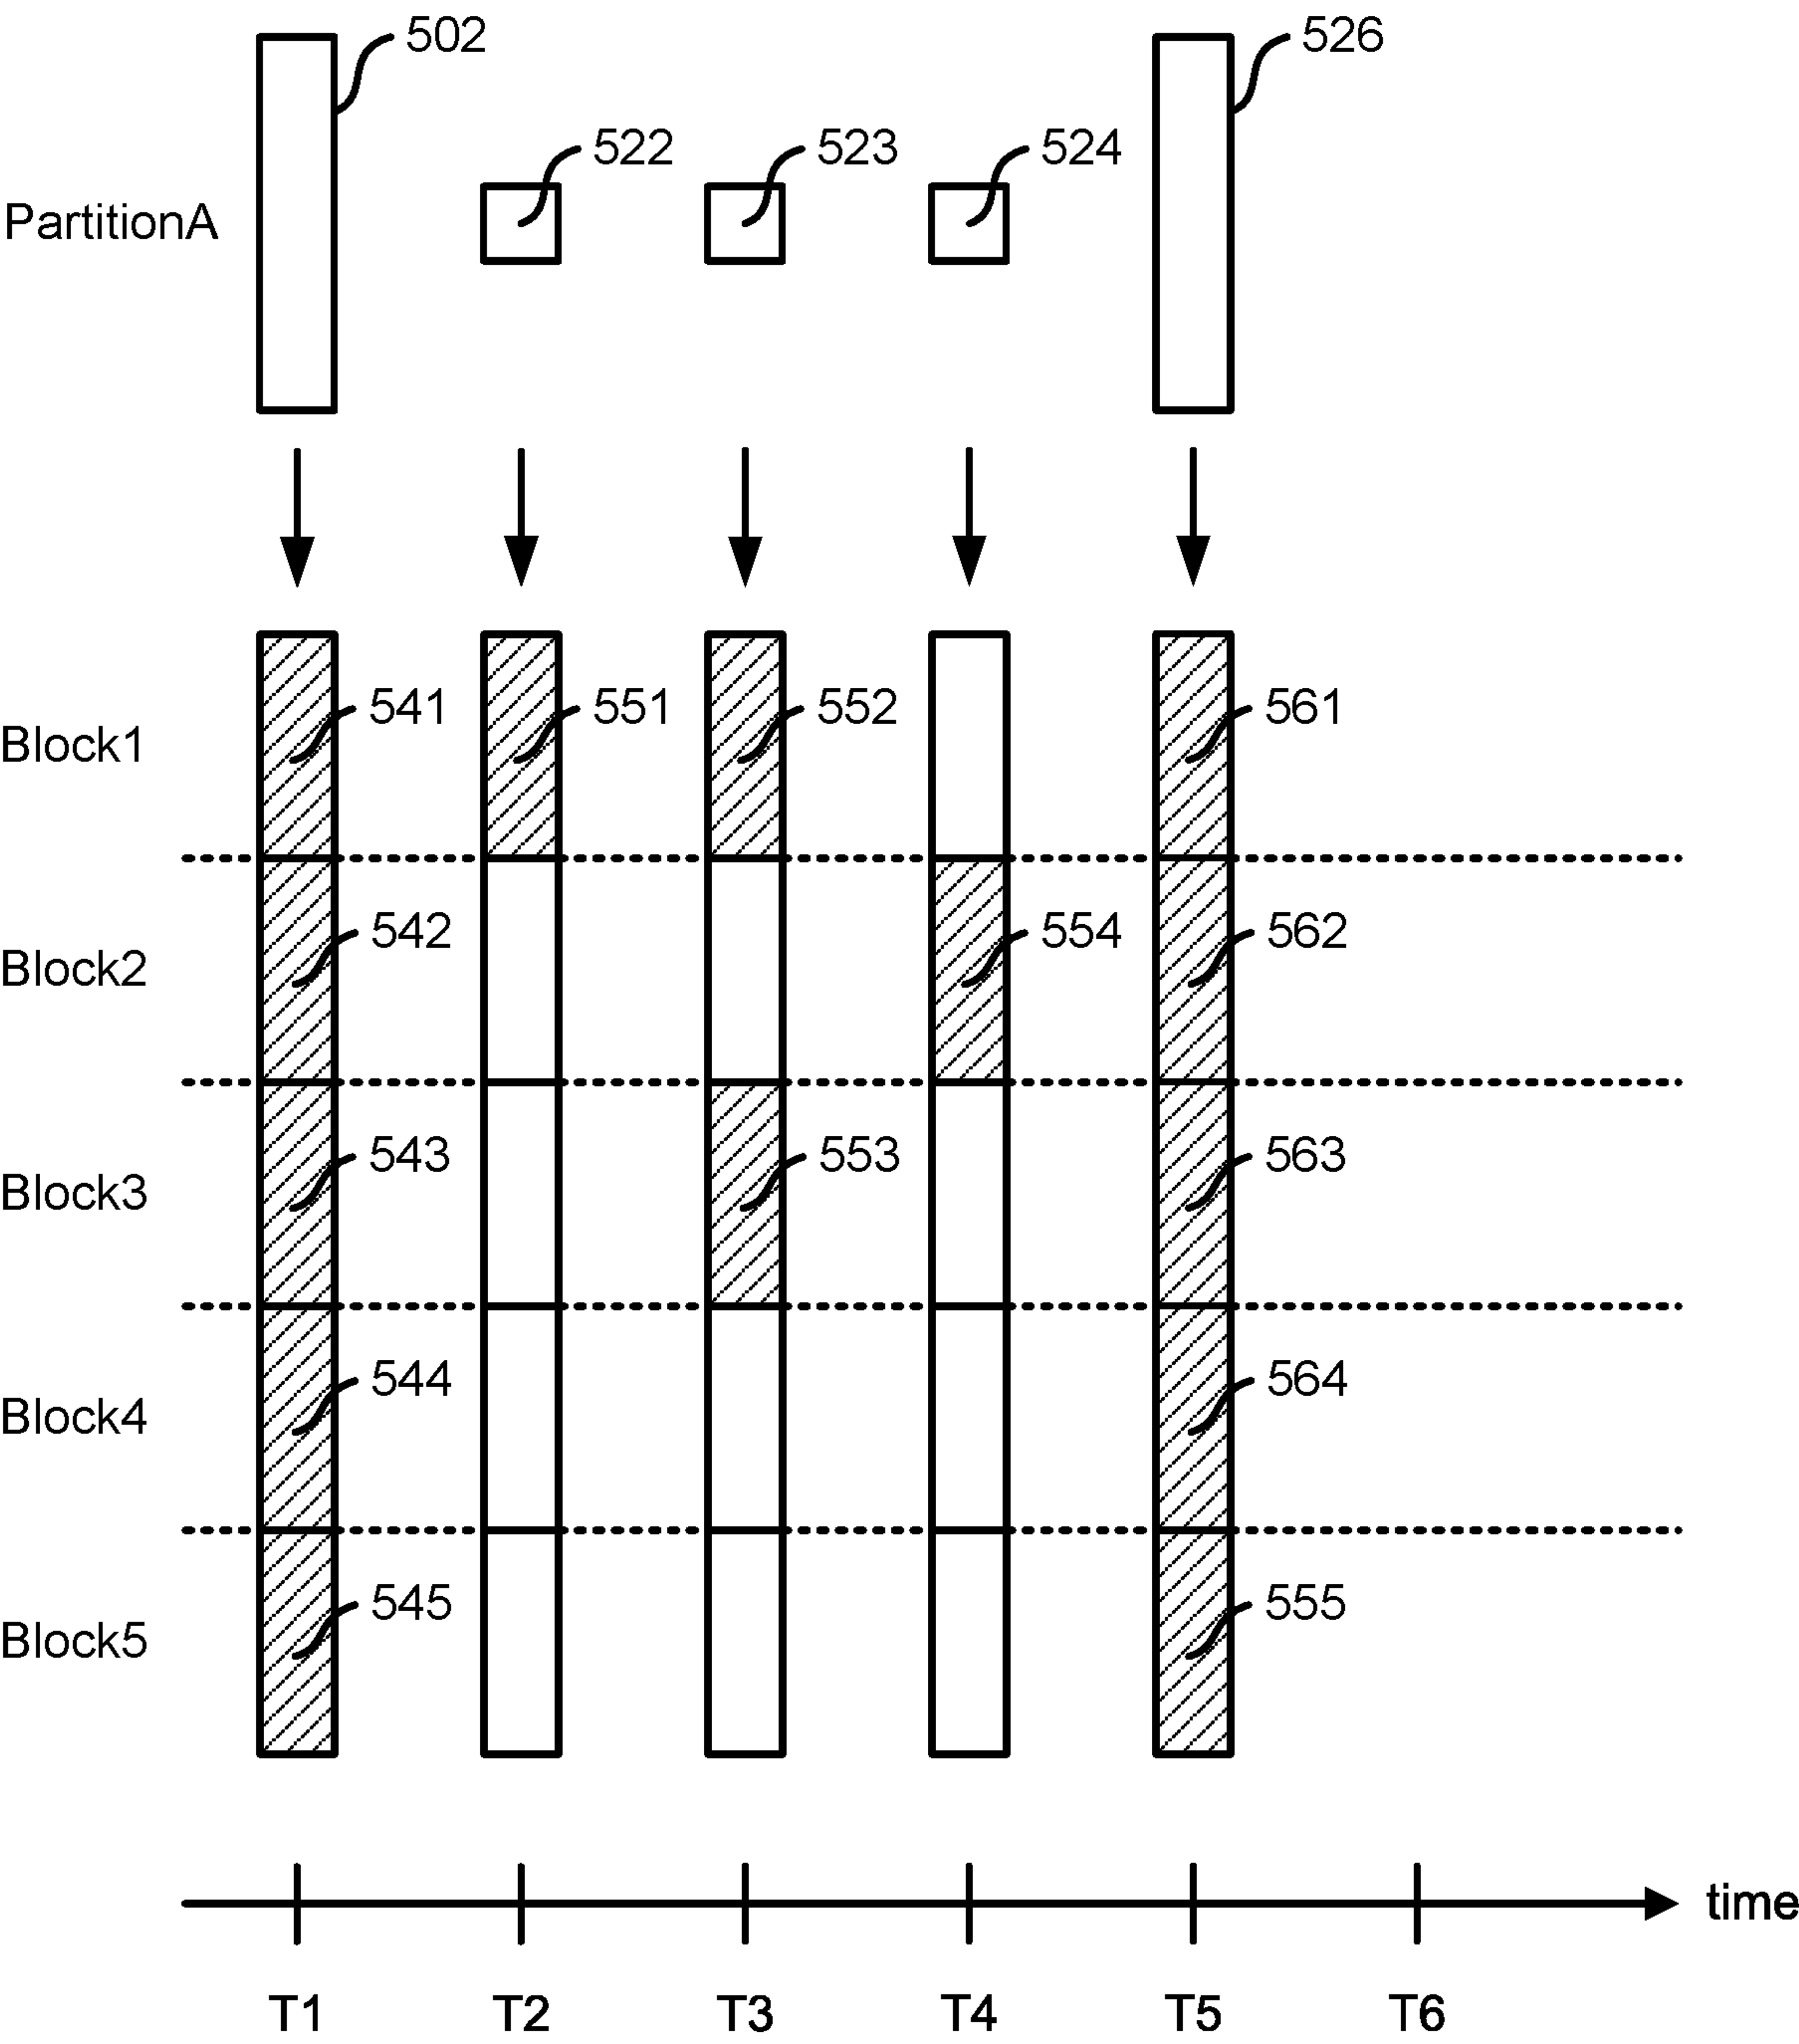 502 526
522 523 524
PartitionA
541 551 552 561
Block1
542 554 562
Block2
543 553 563
Block3
544 564
Block4
545 555
Block5
time
T1 T2 T3 T4 T5 T6